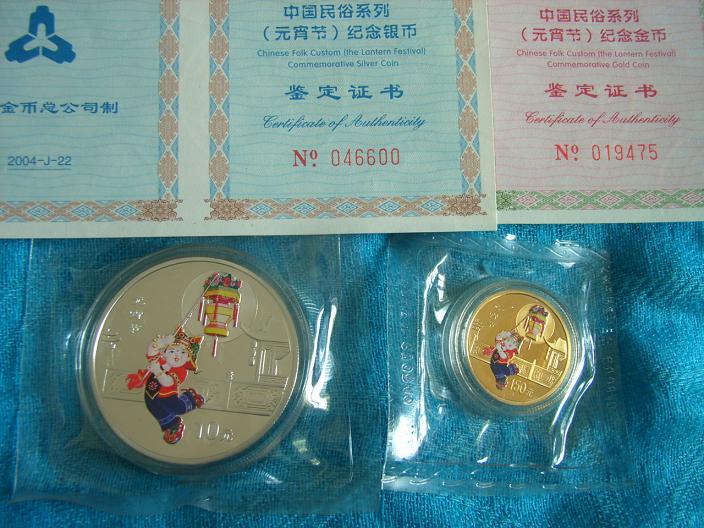 金币总公司制
2004-J-22
中国民俗系列
（元宵节）纪念银币
Chinese Folk Custom (the Lantern Festival)
Commemorative Silver Coin
鉴定证书
Certificate of Authenticity
Nº 046600
中国民俗系列
（元宵节）纪念金币
Chinese Folk Custom (the Lantern Festival)
Commemorative Gold Coin
鉴定证书
Certificate of Authenticity
Nº 019475
10元
150元